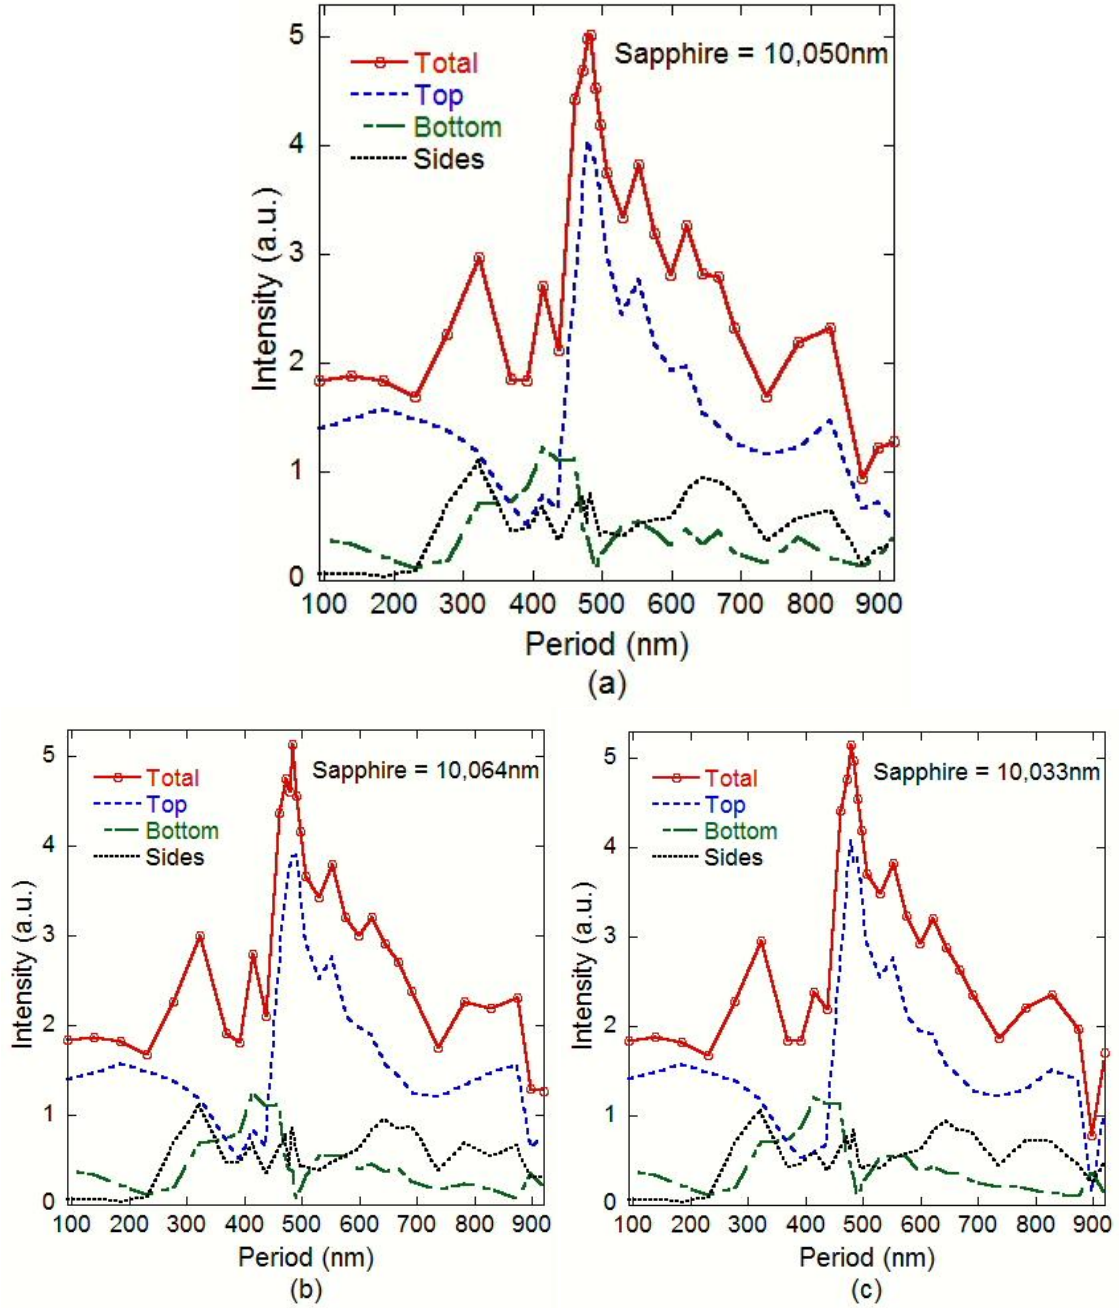 5
4
3
2
1
0
Intensity (a.u.)
Total
Top
Bottom
Sides
Sapphire = 10,050nm
100 200 300 400 500 600 700 800 900
Period (nm)
(a)
5
4
3
2
1
0
Intensity (a.u.)
Total
Top
Bottom
Sides
Sapphire = 10,064nm
100 200 300 400 500 600 700 800 900
Period (nm)
(b)
5
4
3
2
1
0
Intensity (a.u.)
Total
Top
Bottom
Sides
Sapphire = 10,033nm
100 200 300 400 500 600 700 800 900
Period (nm)
(c)